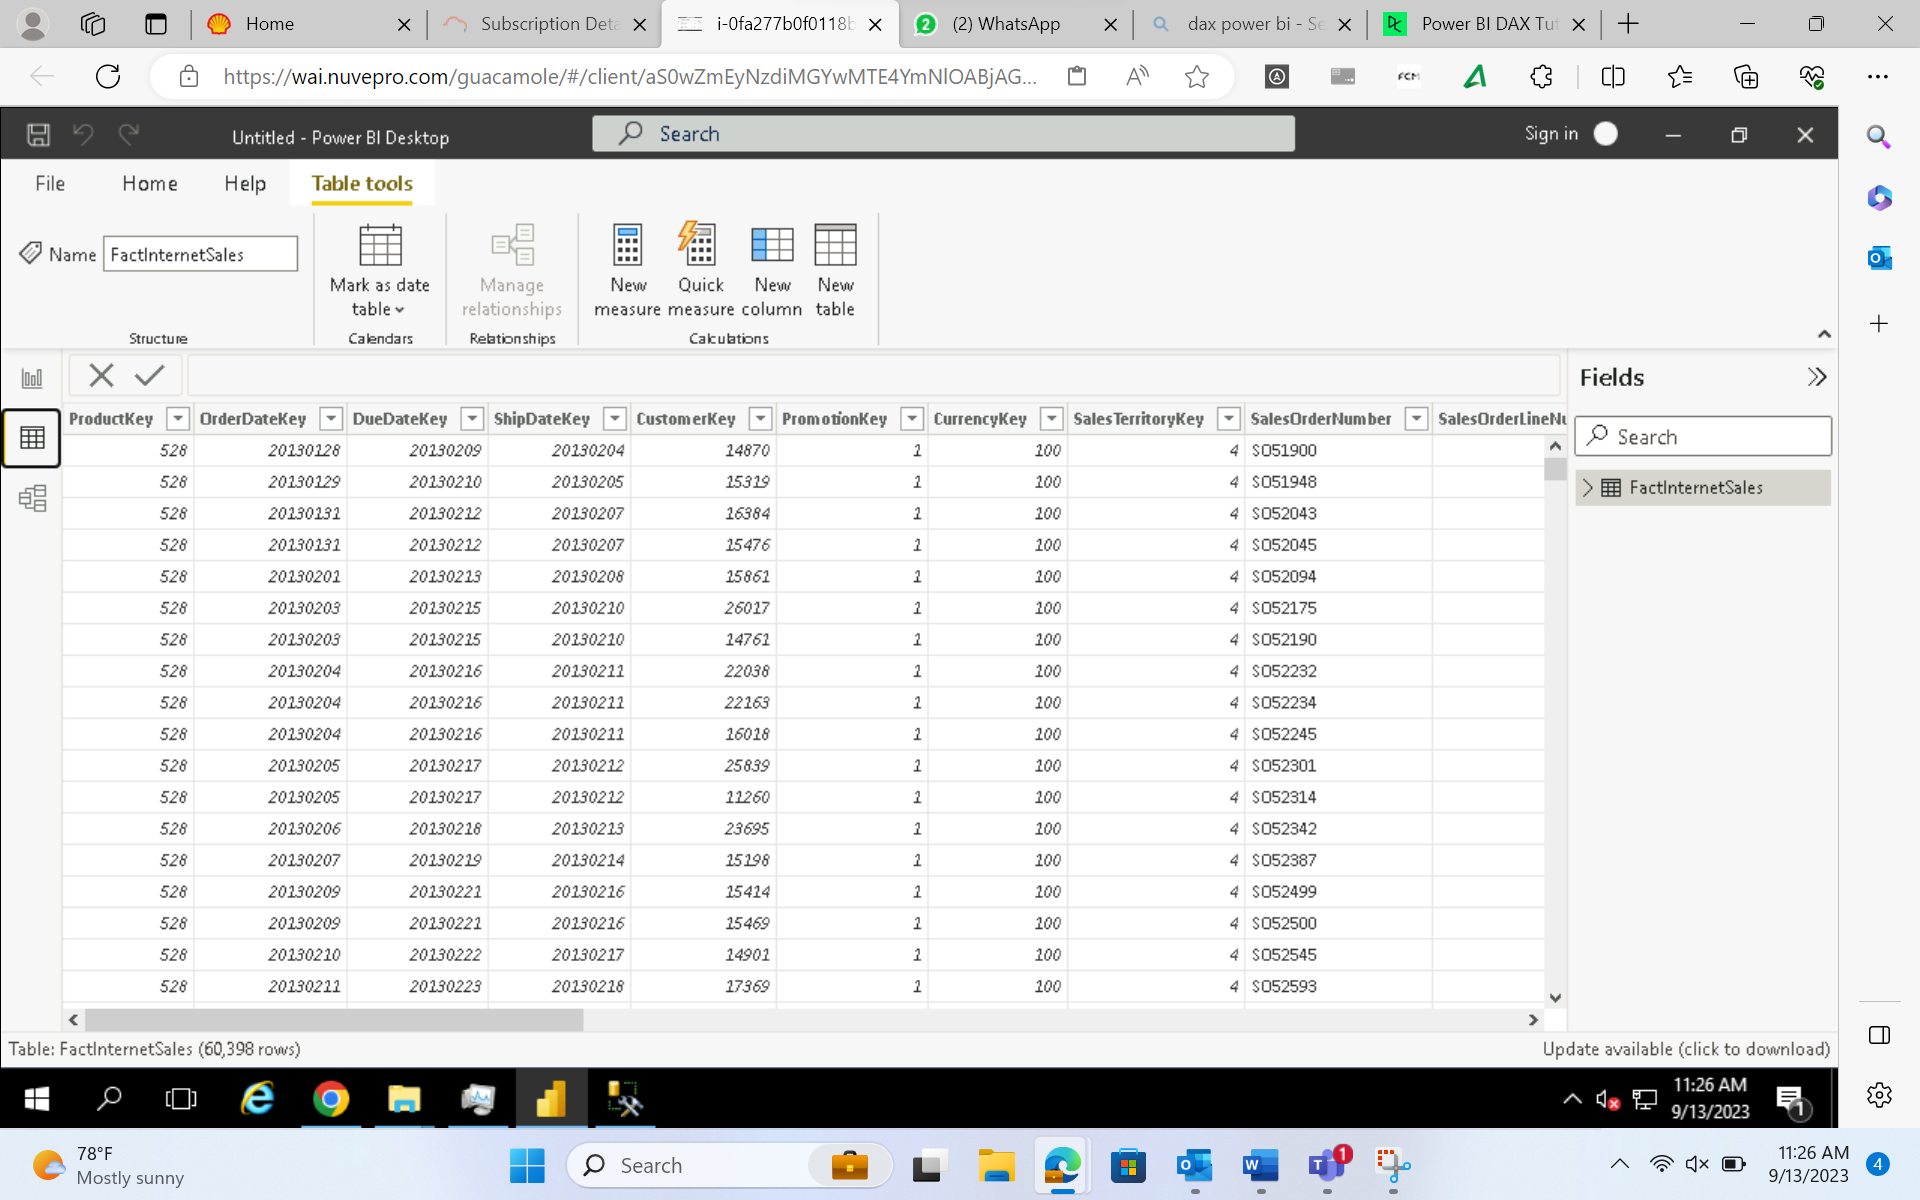 Home
Subscription Deta
i-0fa277b0f0118b
(2) WhatsApp
dax power bi - Se
Power BI DAX Tut
https://wai.nuvepro.com/guacamole/#/client/aS0wZmEyNzdiMGYwMTE4YmNlOABjAG...
FCM
Untitled - Power BI Desktop
Search
Sign in
File Home Help Table tools
Name FactInternetSales
Mark as date table
Manage relationships
New measure
Quick measure
New column
New table
Structure Calendars Relationships Calculations
Fields
Search
FactInternetSales
ProductKey OrderDateKey DueDateKey ShipDateKey CustomerKey PromotionKey CurrencyKey SalesTerritoryKey SalesOrderNumber SalesOrderLineNu
528 20130128 20130209 20130204 14870 1 100 4 SO51900
528 20130129 20130210 20130205 15319 1 100 4 SO51948
528 20130131 20130212 20130207 16384 1 100 4 SO52043
528 20130131 20130212 20130207 15476 1 100 4 SO52045
528 20130201 20130213 20130208 15861 1 100 4 SO52094
528 20130203 20130215 20130210 26017 1 100 4 SO52175
528 20130203 20130215 20130210 14761 1 100 4 SO52190
528 20130204 20130216 20130211 22038 1 100 4 SO52232
528 20130204 20130216 20130211 22163 1 100 4 SO52234
528 20130204 20130216 20130211 16018 1 100 4 SO52245
528 20130205 20130217 20130212 25839 1 100 4 SO52301
528 20130205 20130217 20130212 11260 1 100 4 SO52314
528 20130206 20130218 20130213 23695 1 100 4 SO52342
528 20130207 20130219 20130214 15198 1 100 4 SO52387
528 20130209 20130221 20130216 15414 1 100 4 SO52499
528 20130209 20130221 20130216 15469 1 100 4 SO52500
528 20130210 20130222 20130217 14901 1 100 4 SO52545
528 20130211 20130223 20130218 17369 1 100 4 SO52593
Table: FactInternetSales (60,398 rows)
Update available (click to download)
11:26 AM
9/13/2023
1
78°F
Mostly sunny
Search
1
11:26 AM
9/13/2023
4